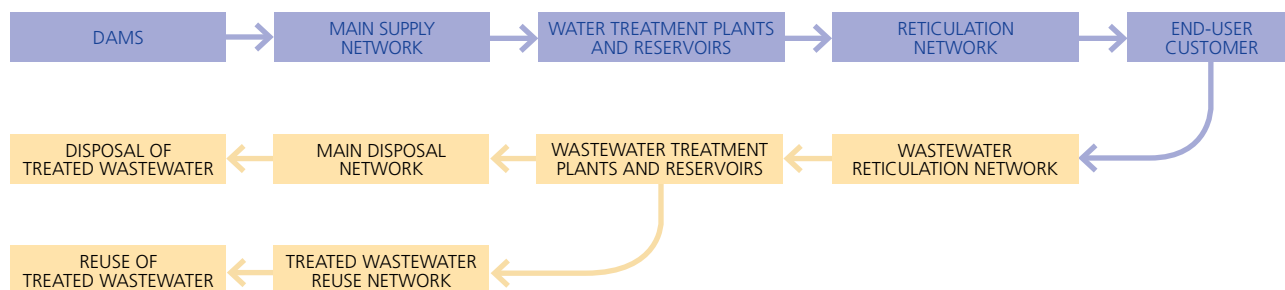 DAMS
MAIN SUPPLY
NETWORK
WATER TREATMENT PLANTS
AND RESERVOIRS
RETICULATION
NETWORK
END-USER
CUSTOMER
DISPOSAL OF
TREATED WASTEWATER
MAIN DISPOSAL
NETWORK
WASTEWATER TREATMENT
PLANTS AND RESERVOIRS
WASTEWATER
RETICULATION NETWORK
REUSE OF
TREATED WASTEWATER
TREATED WASTEWATER
REUSE NETWORK